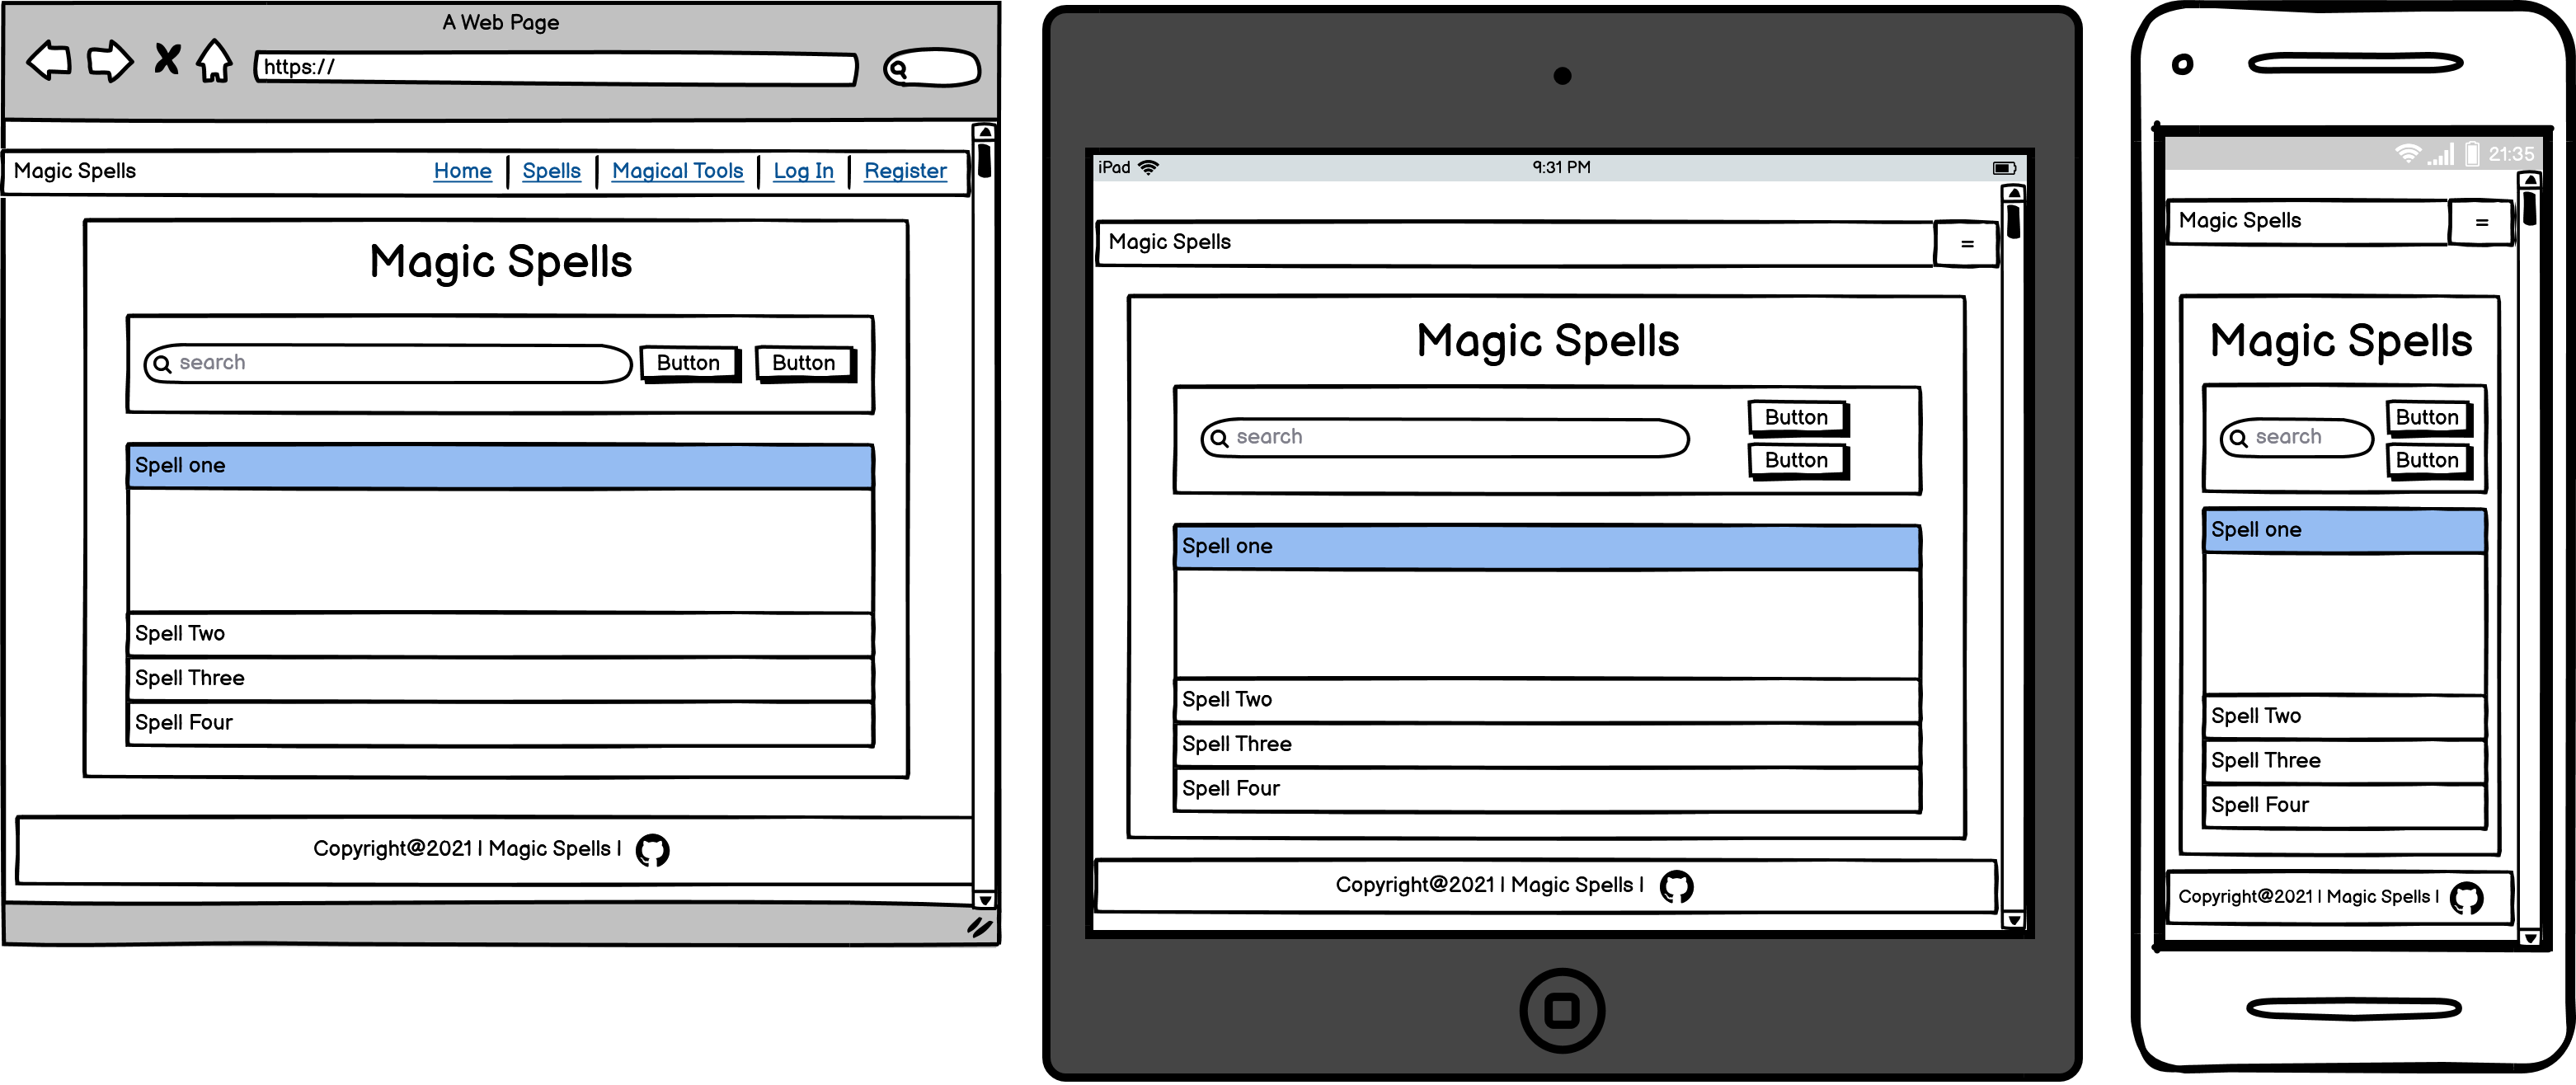 A Web Page
https://
Magic Spells Home Spells Magical Tools Log In Register
Magic Spells
search Button Button
Spell one
Spell Two
Spell Three
Spell Four
Copyright@2021 | Magic Spells |
iPad 9:31 PM
Magic Spells =
Magic Spells
search
Button
Button
Spell one
Spell Two
Spell Three
Spell Four
Copyright@2021 | Magic Spells |
21:35
Magic Spells =
Magic Spells
search
Button
Button
Spell one
Spell Two
Spell Three
Spell Four
Copyright@2021 | Magic Spells |